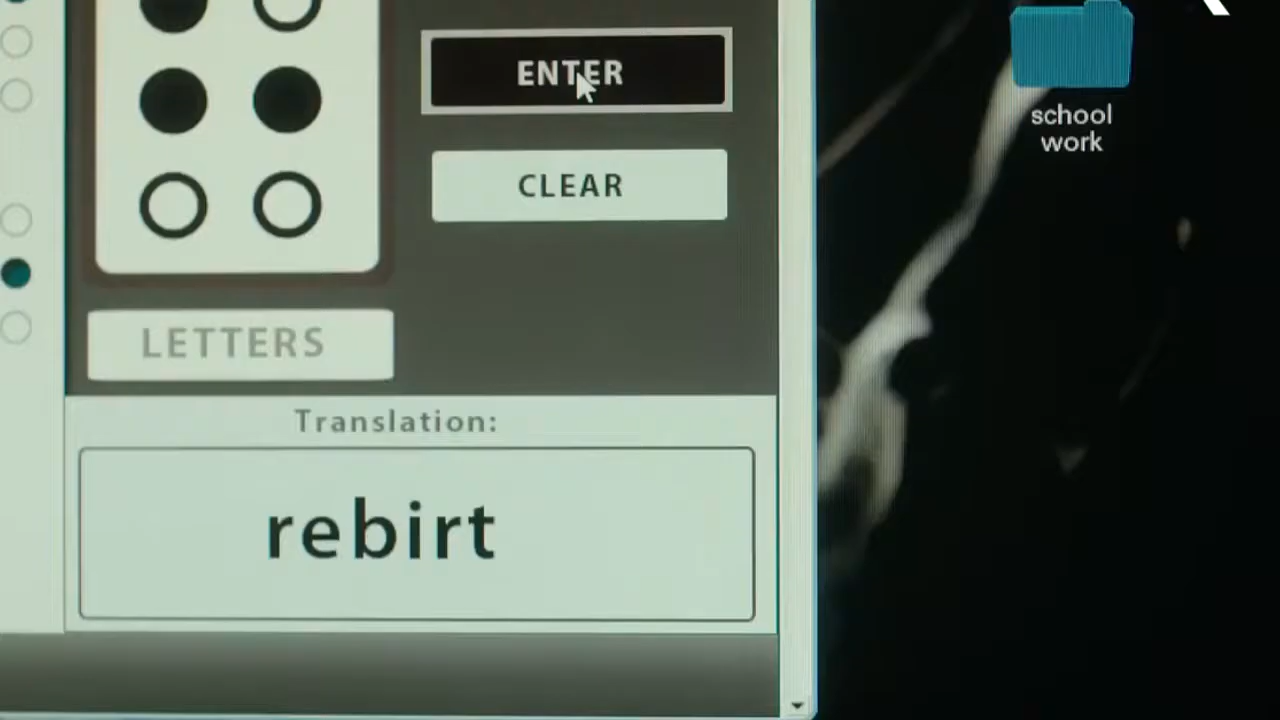 ENTER
school
work
CLEAR
LETTERS
Translation:
rebirt